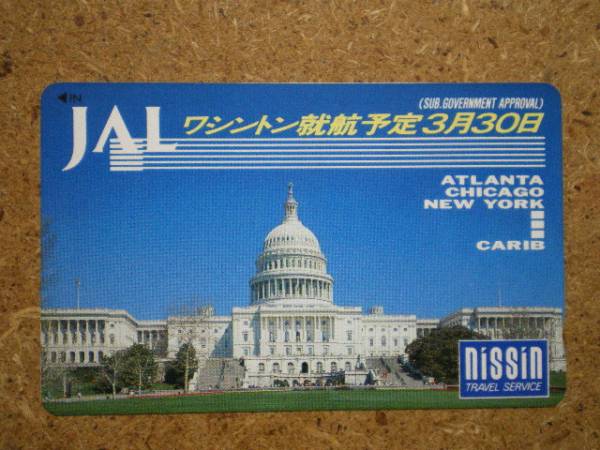 ◀IN
(SUB.GOVERNMENT APPROVAL)
JAL
ワシントン就航予定3月30日
ATLANTA
CHICAGO
NEW YORK
CARIB
nissin
TRAVEL SERVICE